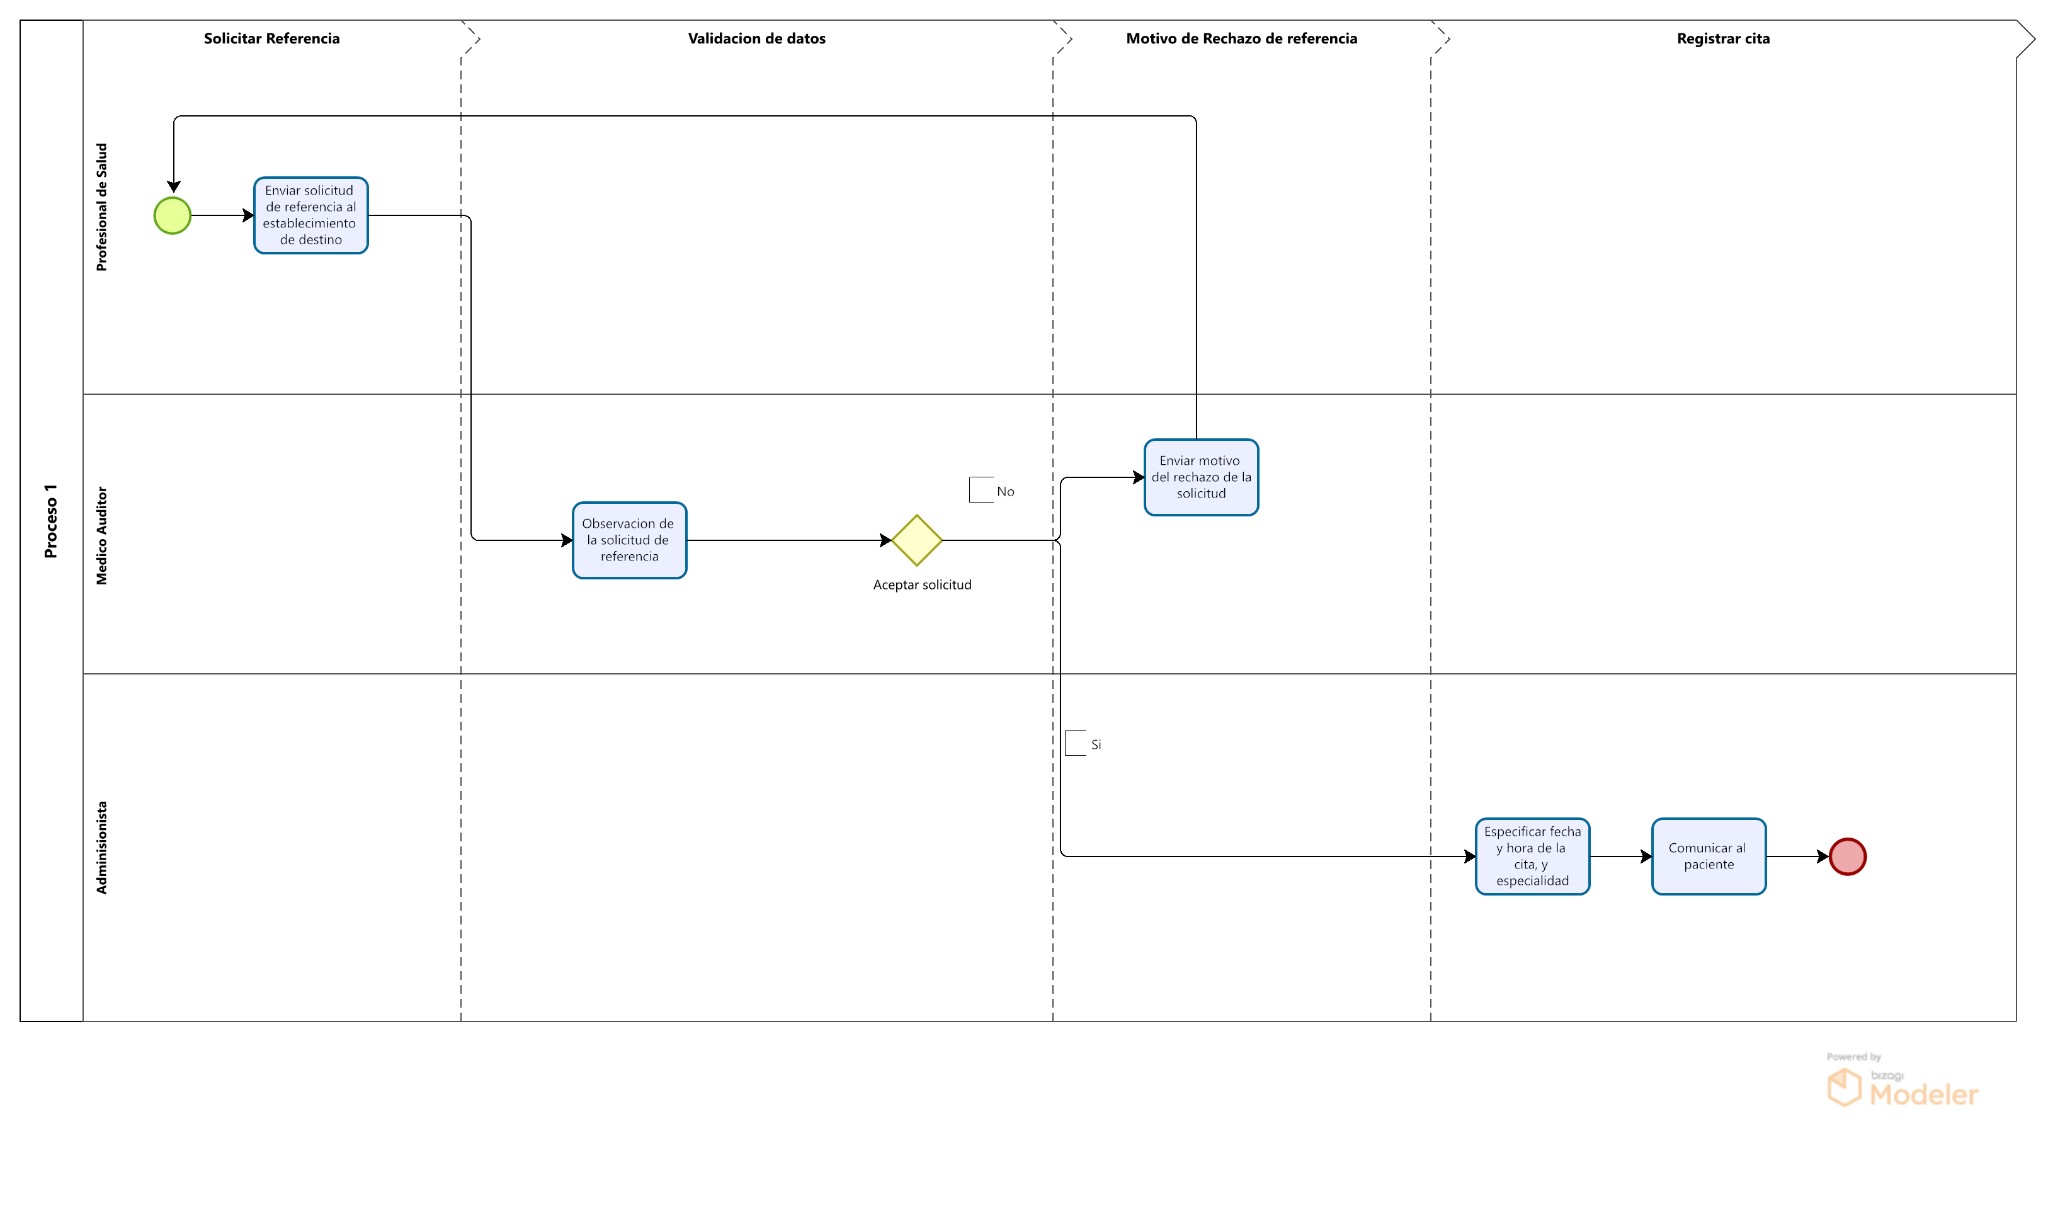 Solicitar Referencia
Validacion de datos
Motivo de Rechazo de referencia
Registrar cita
Proceso 1
Profesional de Salud
Enviar solicitud
de referencia al
establecimiento
de destino
Medico Auditor
Observacion de
la solicitud de
referencia
Aceptar solicitud
No
Enviar motivo
del rechazo de la
solicitud
Adminisionista
Si
Especificar fecha
y hora de la
cita, y
especialidad
Comunicar al
paciente
Powered by
bizagi
Modeler